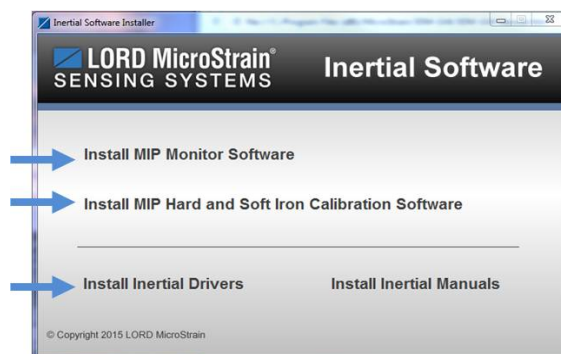 Inertial Software Installer
LORD MicroStrain®
SENSING SYSTEMS
Inertial Software
Install MIP Monitor Software
Install MIP Hard and Soft Iron Calibration Software
Install Inertial Drivers
Install Inertial Manuals
© Copyright 2015 LORD MicroStrain